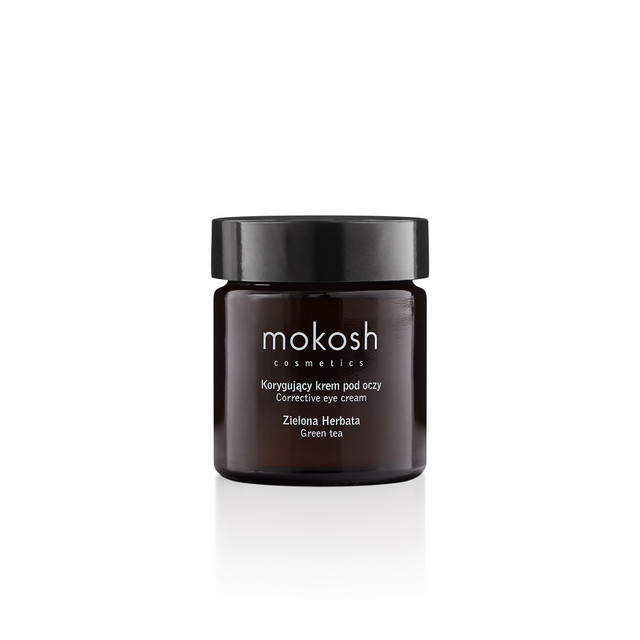 mokosh
cosmetics
Korygujący krem pod oczy
Corrective eye cream
Zielona Herbata
Green tea